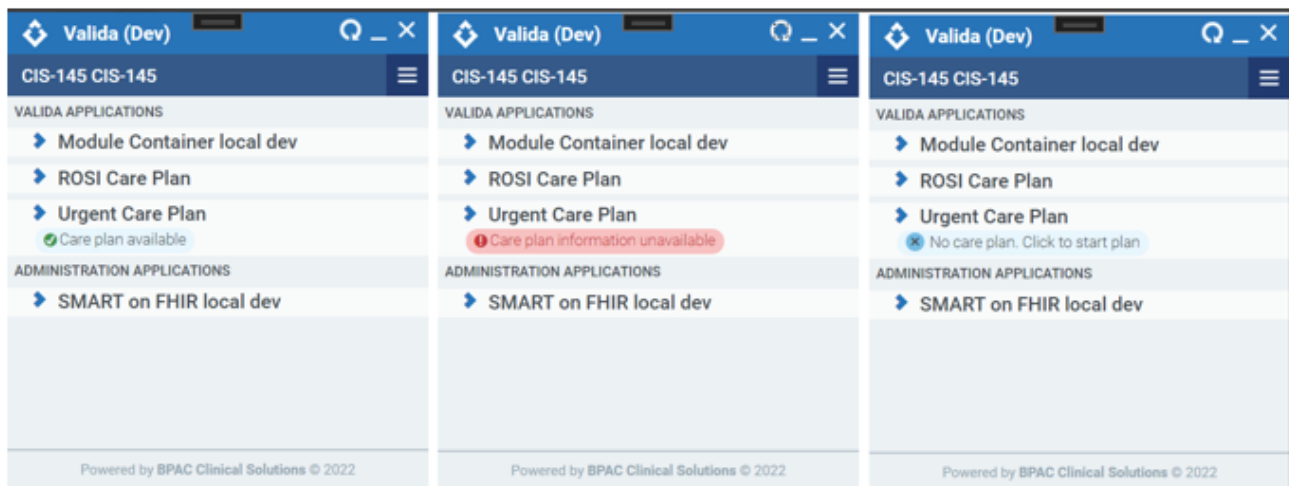 Valida (Dev)
CIS-145 CIS-145
VALIDA APPLICATIONS
Module Container local dev
ROSI Care Plan
Urgent Care Plan
Care plan available
ADMINISTRATION APPLICATIONS
SMART on FHIR local dev
Powered by BPAC Clinical Solutions © 2022
Valida (Dev)
CIS-145 CIS-145
VALIDA APPLICATIONS
Module Container local dev
ROSI Care Plan
Urgent Care Plan
Care plan information unavailable
ADMINISTRATION APPLICATIONS
SMART on FHIR local dev
Powered by BPAC Clinical Solutions © 2022
Valida (Dev)
CIS-145 CIS-145
VALIDA APPLICATIONS
Module Container local dev
ROSI Care Plan
Urgent Care Plan
No care plan. Click to start plan
ADMINISTRATION APPLICATIONS
SMART on FHIR local dev
Powered by BPAC Clinical Solutions © 2022